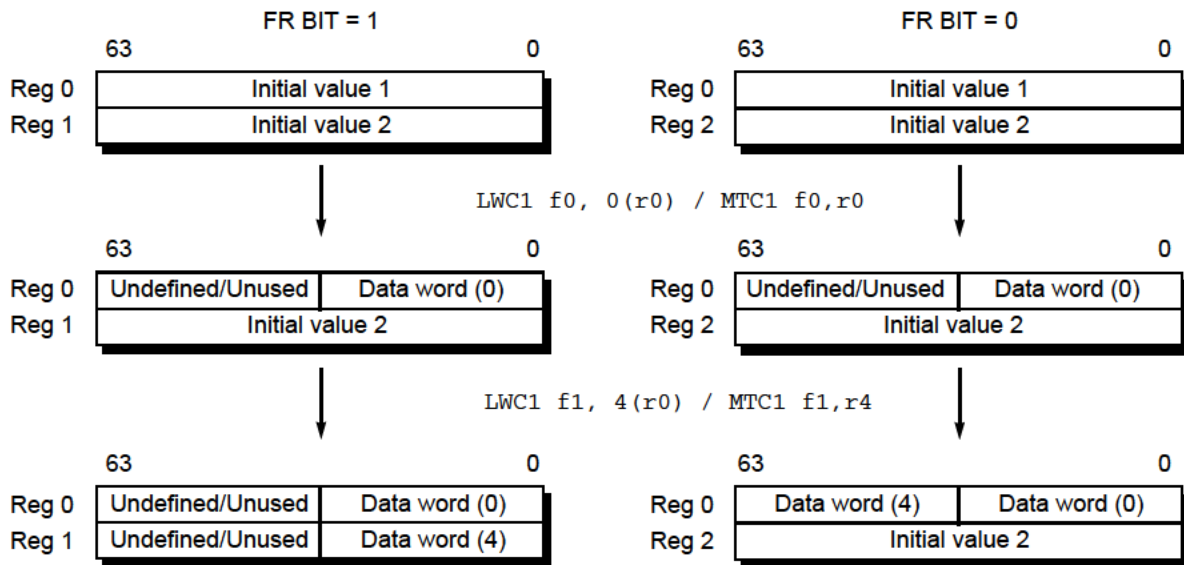 FR BIT = 1 FR BIT = 0
63 0 63 0
Reg 0 Initial value 1 Reg 0 Initial value 1
Reg 1 Initial value 2 Reg 2 Initial value 2
LWC1 f0, 0(r0) / MTC1 f0,r0
63 0 63 0
Reg 0 Undefined/Unused Data word (0) Reg 0 Undefined/Unused Data word (0)
Reg 1 Initial value 2 Reg 2 Initial value 2
LWC1 f1, 4(r0) / MTC1 f1,r4
63 0 63 0
Reg 0 Undefined/Unused Data word (0) Reg 0 Data word (4) Data word (0)
Reg 1 Undefined/Unused Data word (4) Reg 2 Initial value 2